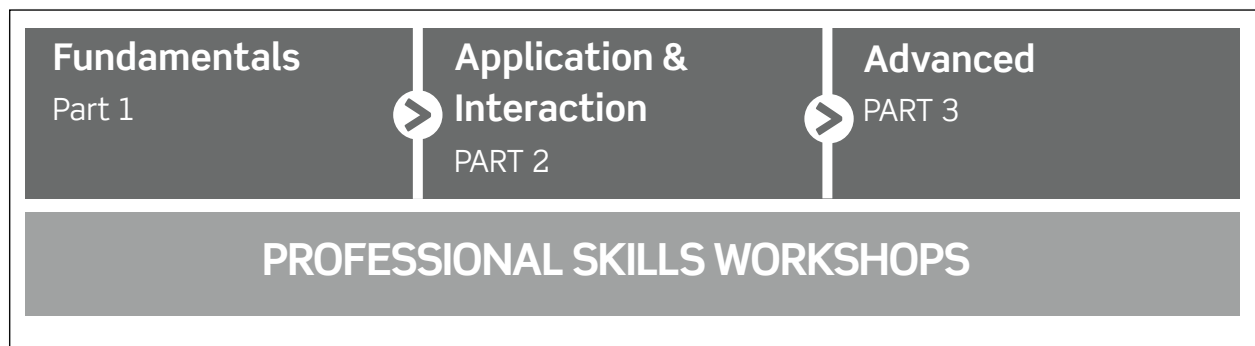 Fundamentals
Part 1
Application &
Interaction
PART 2
Advanced
PART 3
PROFESSIONAL SKILLS WORKSHOPS